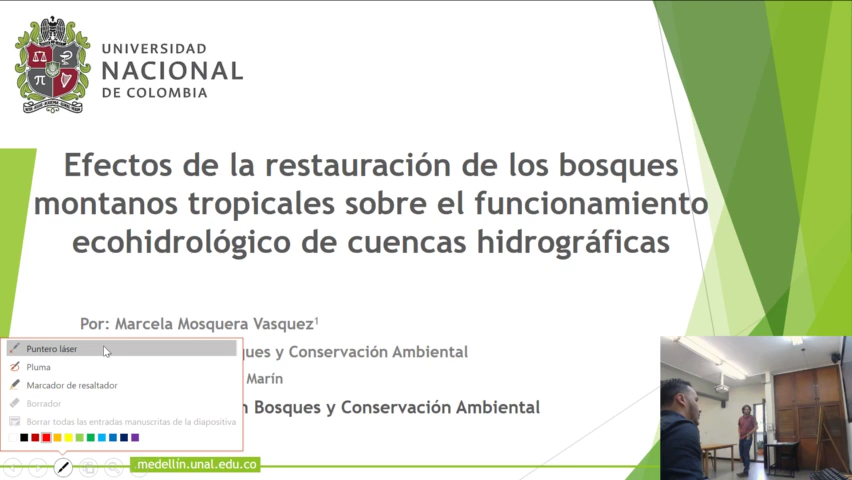 UNIVERSIDAD
NACIONAL
DE COLOMBIA
Efectos de la restauración de los bosques
montanos tropicales sobre el funcionamiento
ecohidrológico de cuencas hidrográficas
Por: Marcela Mosquera Vasquez¹
ques y Conservación Ambiental
Marín
n Bosques y Conservación Ambiental
Puntero láser
Pluma
Marcador de resaltador
Borrador
Borrar todas las entradas manuscritas de la diapositiva
medellín.unal.edu.co